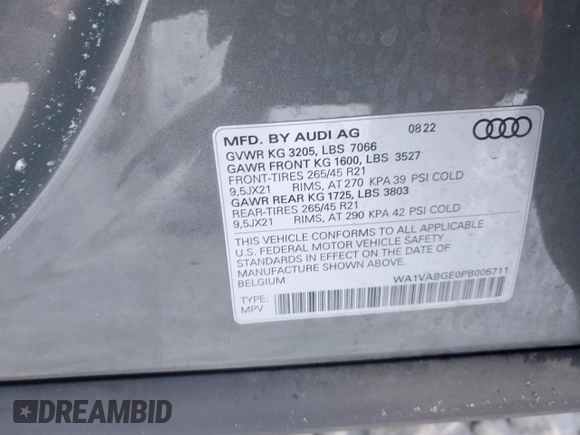 MFD. BY AUDI AG 08 22
GVWR KG 3205, LBS 7066
GAWR FRONT KG 1600, LBS 3527
FRONT-TIRES 265/45 R21
9,5JX21 RIMS, AT 270 KPA 39 PSI COLD
GAWR REAR KG 1725, LBS 3803
REAR-TIRES 265/45 R21
9,5JX21 RIMS, AT 290 KPA 42 PSI COLD
THIS VEHICLE CONFORMS TO ALL APPLICABLE
U.S. FEDERAL MOTOR VEHICLE SAFETY
STANDARDS IN EFFECT ON THE DATE OF
MANUFACTURE SHOWN ABOVE.
BELGIUM
WA1VABGE0PB005711
TYPE:
MPV
DREAMBID